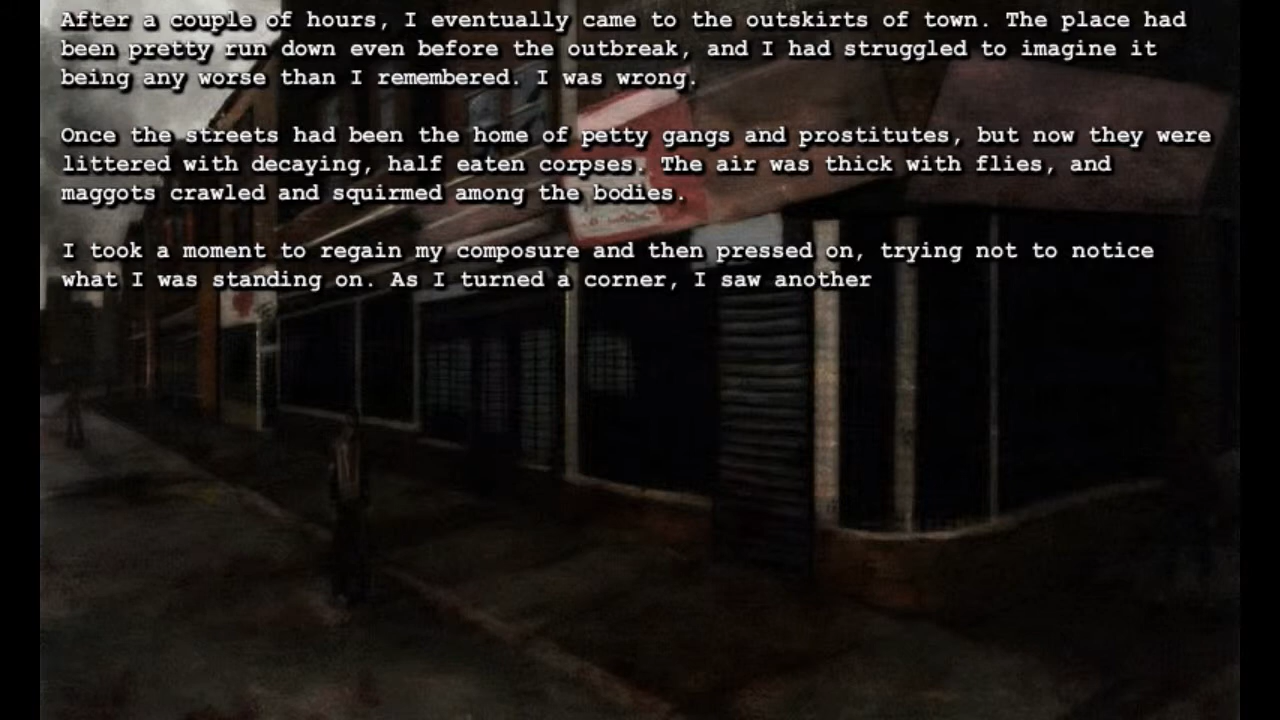 After a couple of hours, I eventually came to the outskirts of town. The place had
been pretty run down even before the outbreak, and I had struggled to imagine it
being any worse than I remembered. I was wrong.
Once the streets had been the home of petty gangs and prostitutes, but now they were
littered with decaying, half eaten corpses. The air was thick with flies, and
maggots crawled and squirmed among the bodies.
I took a moment to regain my composure and then pressed on, trying not to notice
what I was standing on. As I turned a corner, I saw another